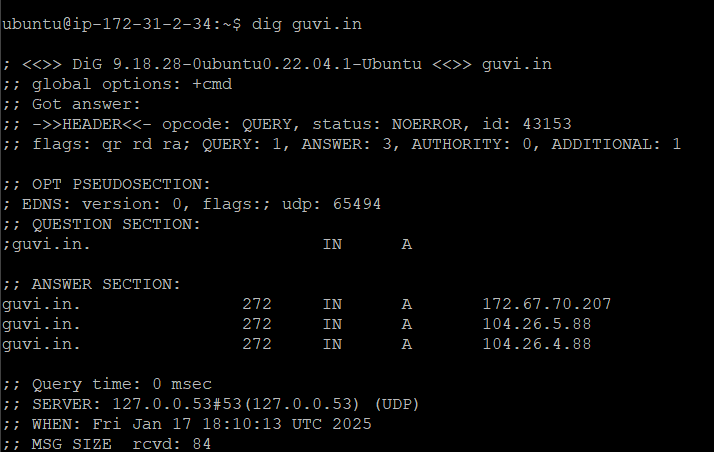 ubuntu@ip-172-31-2-34:~$ dig guvi.in
; <<>> DiG 9.18.28-0ubuntu0.22.04.1-Ubuntu <<>> guvi.in
;; global options: +cmd
;; Got answer:
;; ->>HEADER<<- opcode: QUERY, status: NOERROR, id: 43153
;; flags: qr rd ra; QUERY: 1, ANSWER: 3, AUTHORITY: 0, ADDITIONAL: 1
;; OPT PSEUDOSECTION:
; EDNS: version: 0, flags:; udp: 65494
;; QUESTION SECTION:
;guvi.in. IN A
;; ANSWER SECTION:
guvi.in. 272 IN A 172.67.70.207
guvi.in. 272 IN A 104.26.5.88
guvi.in. 272 IN A 104.26.4.88
;; Query time: 0 msec
;; SERVER: 127.0.0.53#53(127.0.0.53) (UDP)
;; WHEN: Fri Jan 17 18:10:13 UTC 2025
;; MSG SIZE rcvd: 84